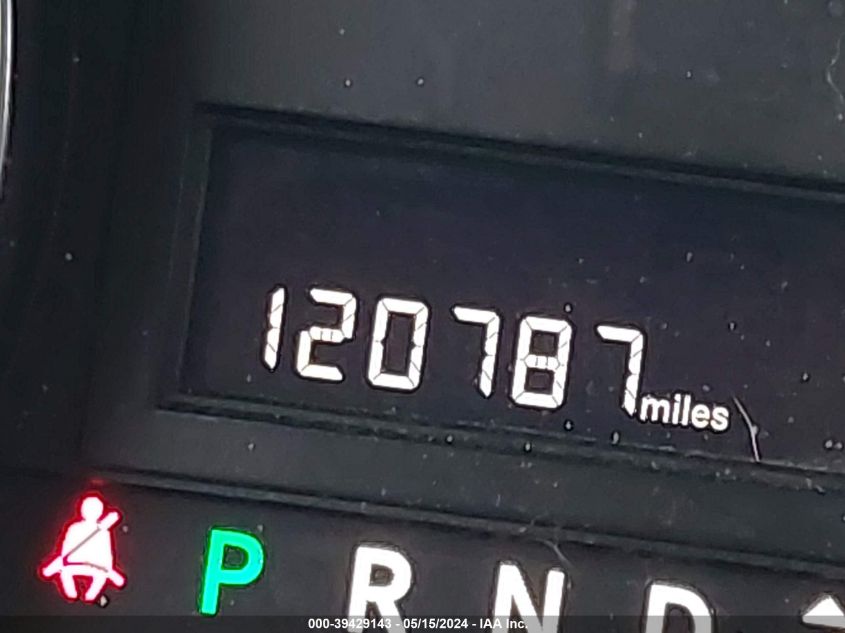 120787 miles
P R N D
000-39429143 - 05/15/2024 - IAA Inc.